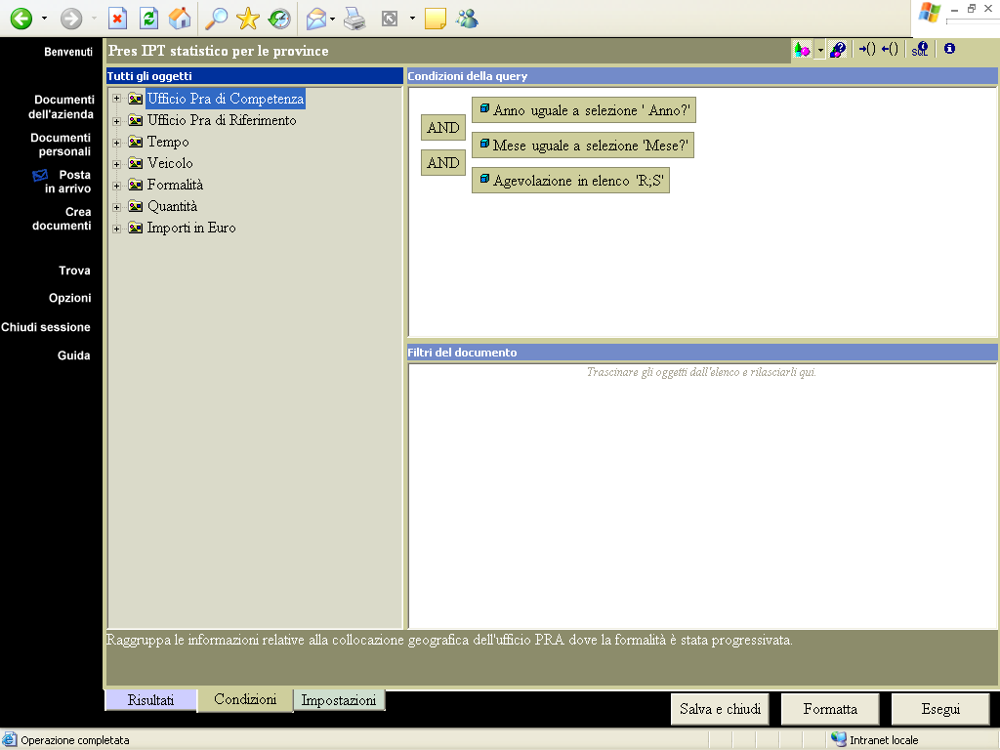 Benvenuti
Documenti
dell'azienda
Documenti
personali
Posta
in arrivo
Crea
documenti
Trova
Opzioni
Chiudi sessione
Guida
Pres IPT statistico per le province
SQL
Tutti gli oggetti
Ufficio Pra di Competenza
Ufficio Pra di Riferimento
Tempo
Veicolo
Formalità
Quantità
Importi in Euro
Condizioni della query
Anno uguale a selezione ' Anno?'
AND
Mese uguale a selezione 'Mese?'
AND
Agevolazione in elenco 'R;S'
Filtri del documento
Trascinare gli oggetti dall'elenco e rilasciarli qui.
Raggruppa le informazioni relative alla collocazione geografica dell'ufficio PRA dove la formalità è stata progressivata.
Risultati
Condizioni
Impostazioni
Salva e chiudi
Formatta
Esegui
Operazione completata
Intranet locale